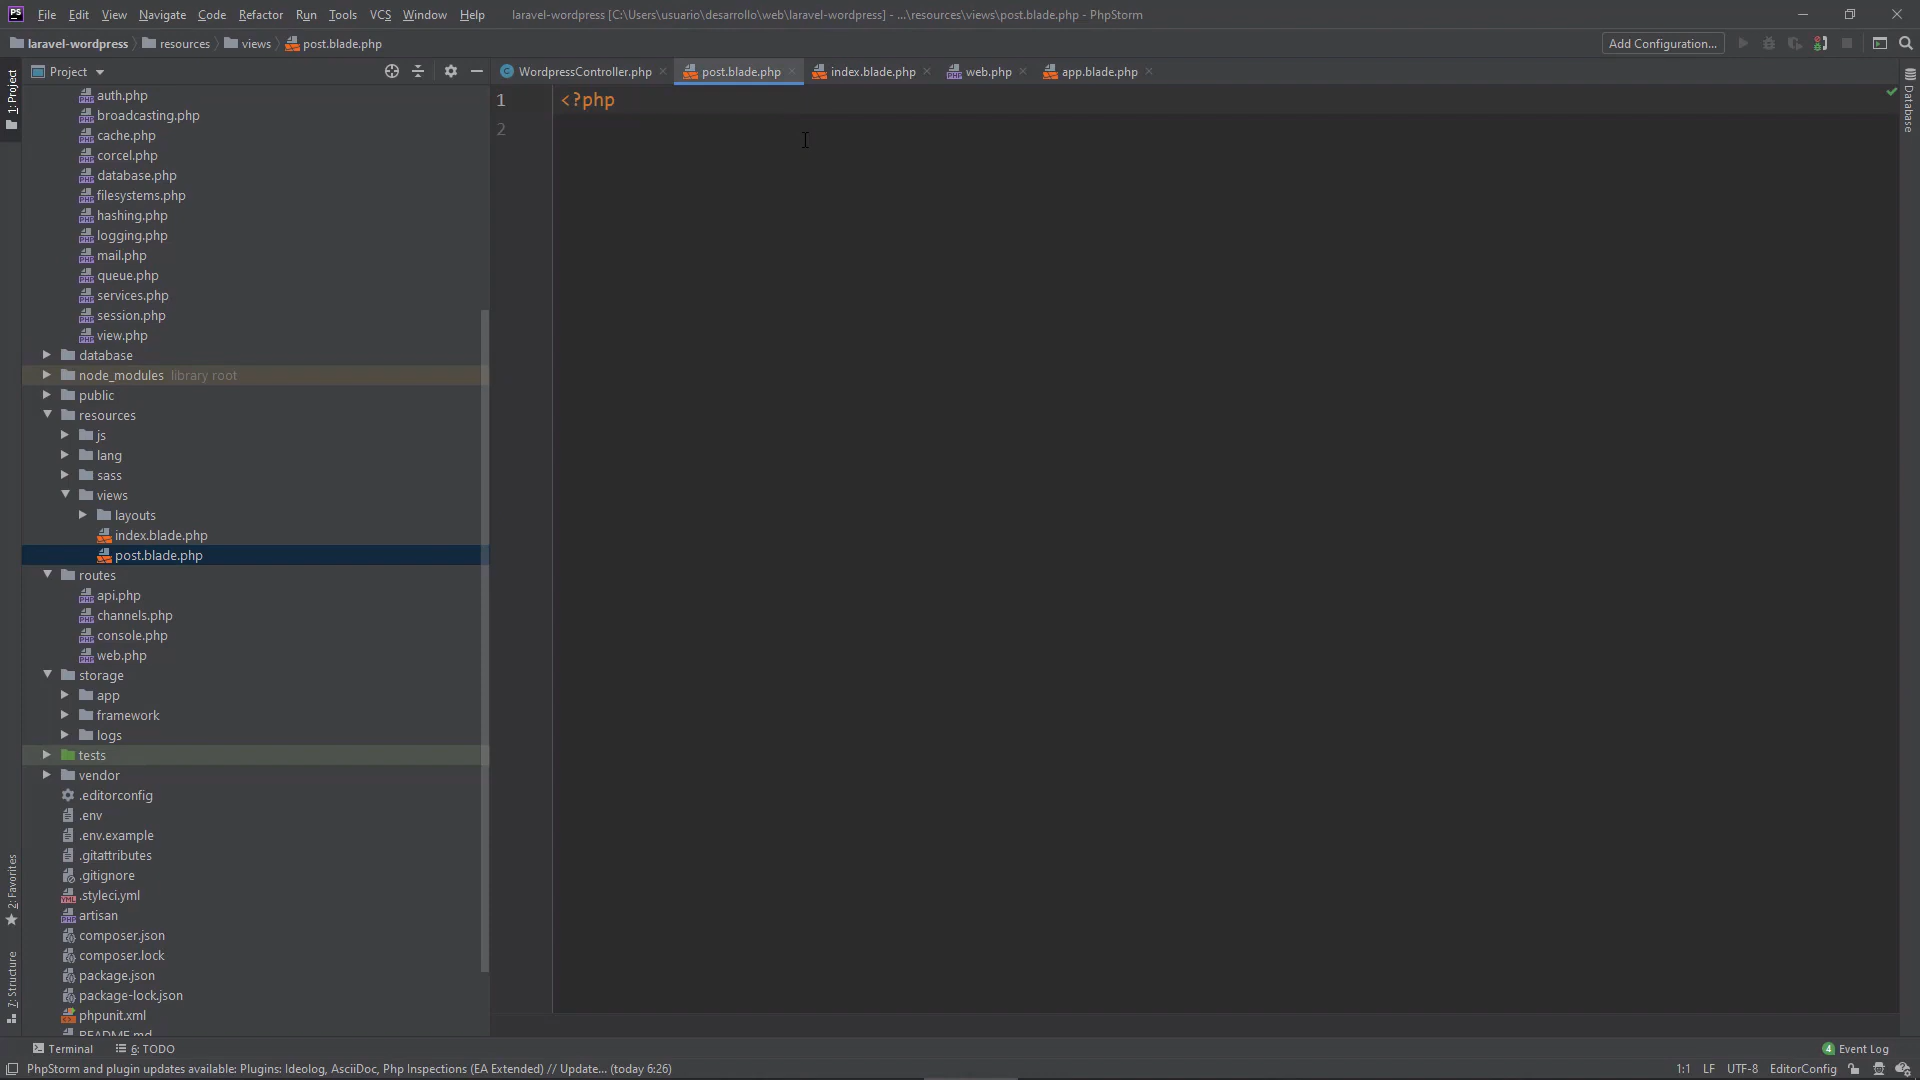 PS File Edit View Navigate Code Refactor Run Tools VCS Window Help laravel-wordpress [C:\Users\usuario\desarrollo\web\laravel-wordpress] - ...\resources\views\post.blade.php - PhpStorm
laravel-wordpress resources views post.blade.php Add Configuration...
Project WordpressController.php post.blade.php index.blade.php web.php app.blade.php
1: Project
Database
1 <?php
2
auth.php
broadcasting.php
cache.php
corcel.php
database.php
filesystems.php
hashing.php
logging.php
mail.php
queue.php
services.php
session.php
view.php
database
node_modules library root
public
resources
js
lang
sass
views
layouts
index.blade.php
post.blade.php
routes
api.php
channels.php
console.php
web.php
storage
app
framework
logs
tests
vendor
.editorconfig
.env
.env.example
.gitattributes
.gitignore
.styleci.yml
artisan
composer.json
composer.lock
package.json
package-lock.json
phpunit.xml
README.md
2: Favorites
7: Structure
Terminal 6: TODO 4 Event Log
PhpStorm and plugin updates available: Plugins: Ideolog, AsciiDoc, Php Inspections (EA Extended) // Update... (today 6:26) 1:1 LF UTF-8 EditorConfig